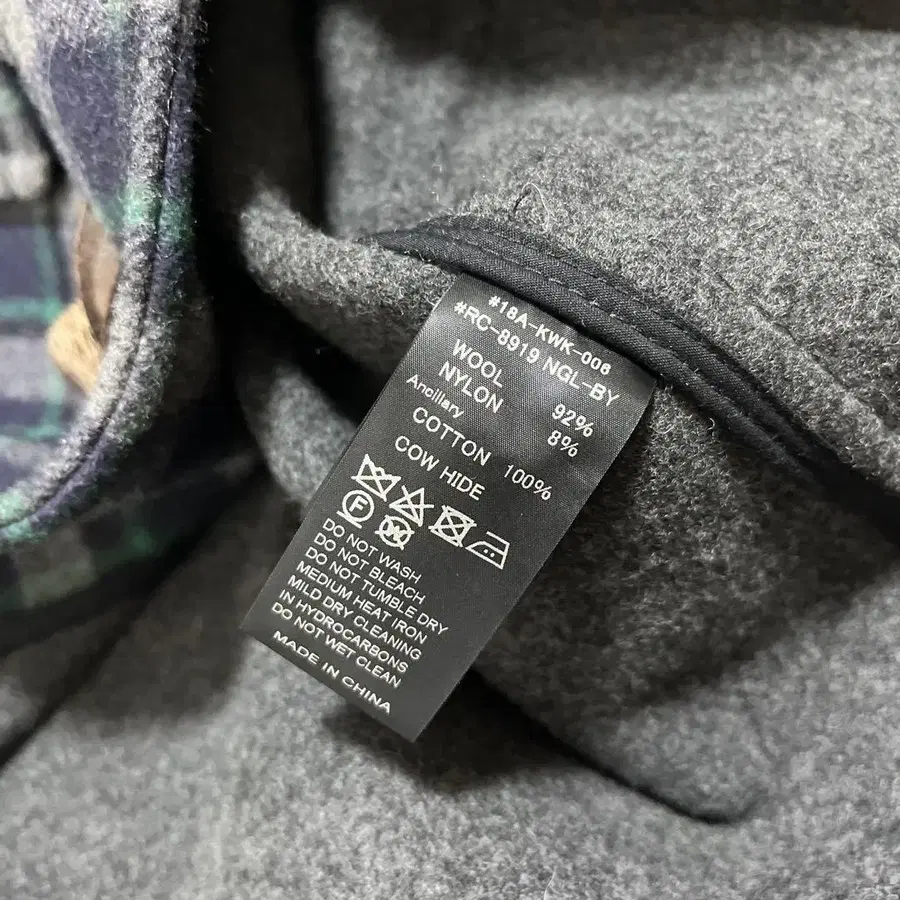 #18A-KWK-006
#RC-8919 NGL-BY
WOOL 92%
NYLON 8%
Ancillary
COTTON 100%
COW HIDE
F
W
DO NOT WASH
DO NOT BLEACH
DO NOT TUMBLE DRY
MEDIUM HEAT IRON
MILD DRY CLEANING
IN HYDROCARBONS
DO NOT WET CLEAN
MADE IN CHINA